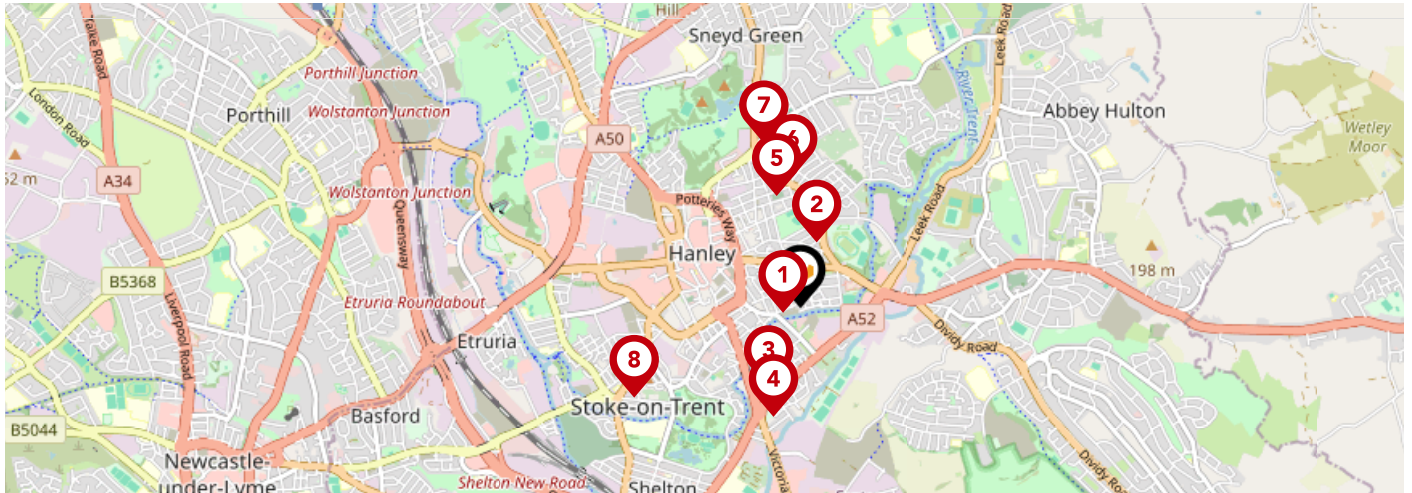 Hill
Sneyd Green
Leek Road
River Trent
Porthill Junction
Wolstanton Junction
Porthill
London Road
Abbey Hulton
Wetley
Moor
A50
A34
52 m
7
6
5
2
Wolstanton Junction
Queensway
Potteries Way
Leek Road
Hanley
198 m
B5368
1
Etruria Roundabout
Liverpool Road
A52
Dividy Road
Etruria
3
8
4
Stoke-on-Trent
Basford
B5044
Newcastle-
under-Lyme
Shelton New Road
Shelton
Victoria
Dividy Ro